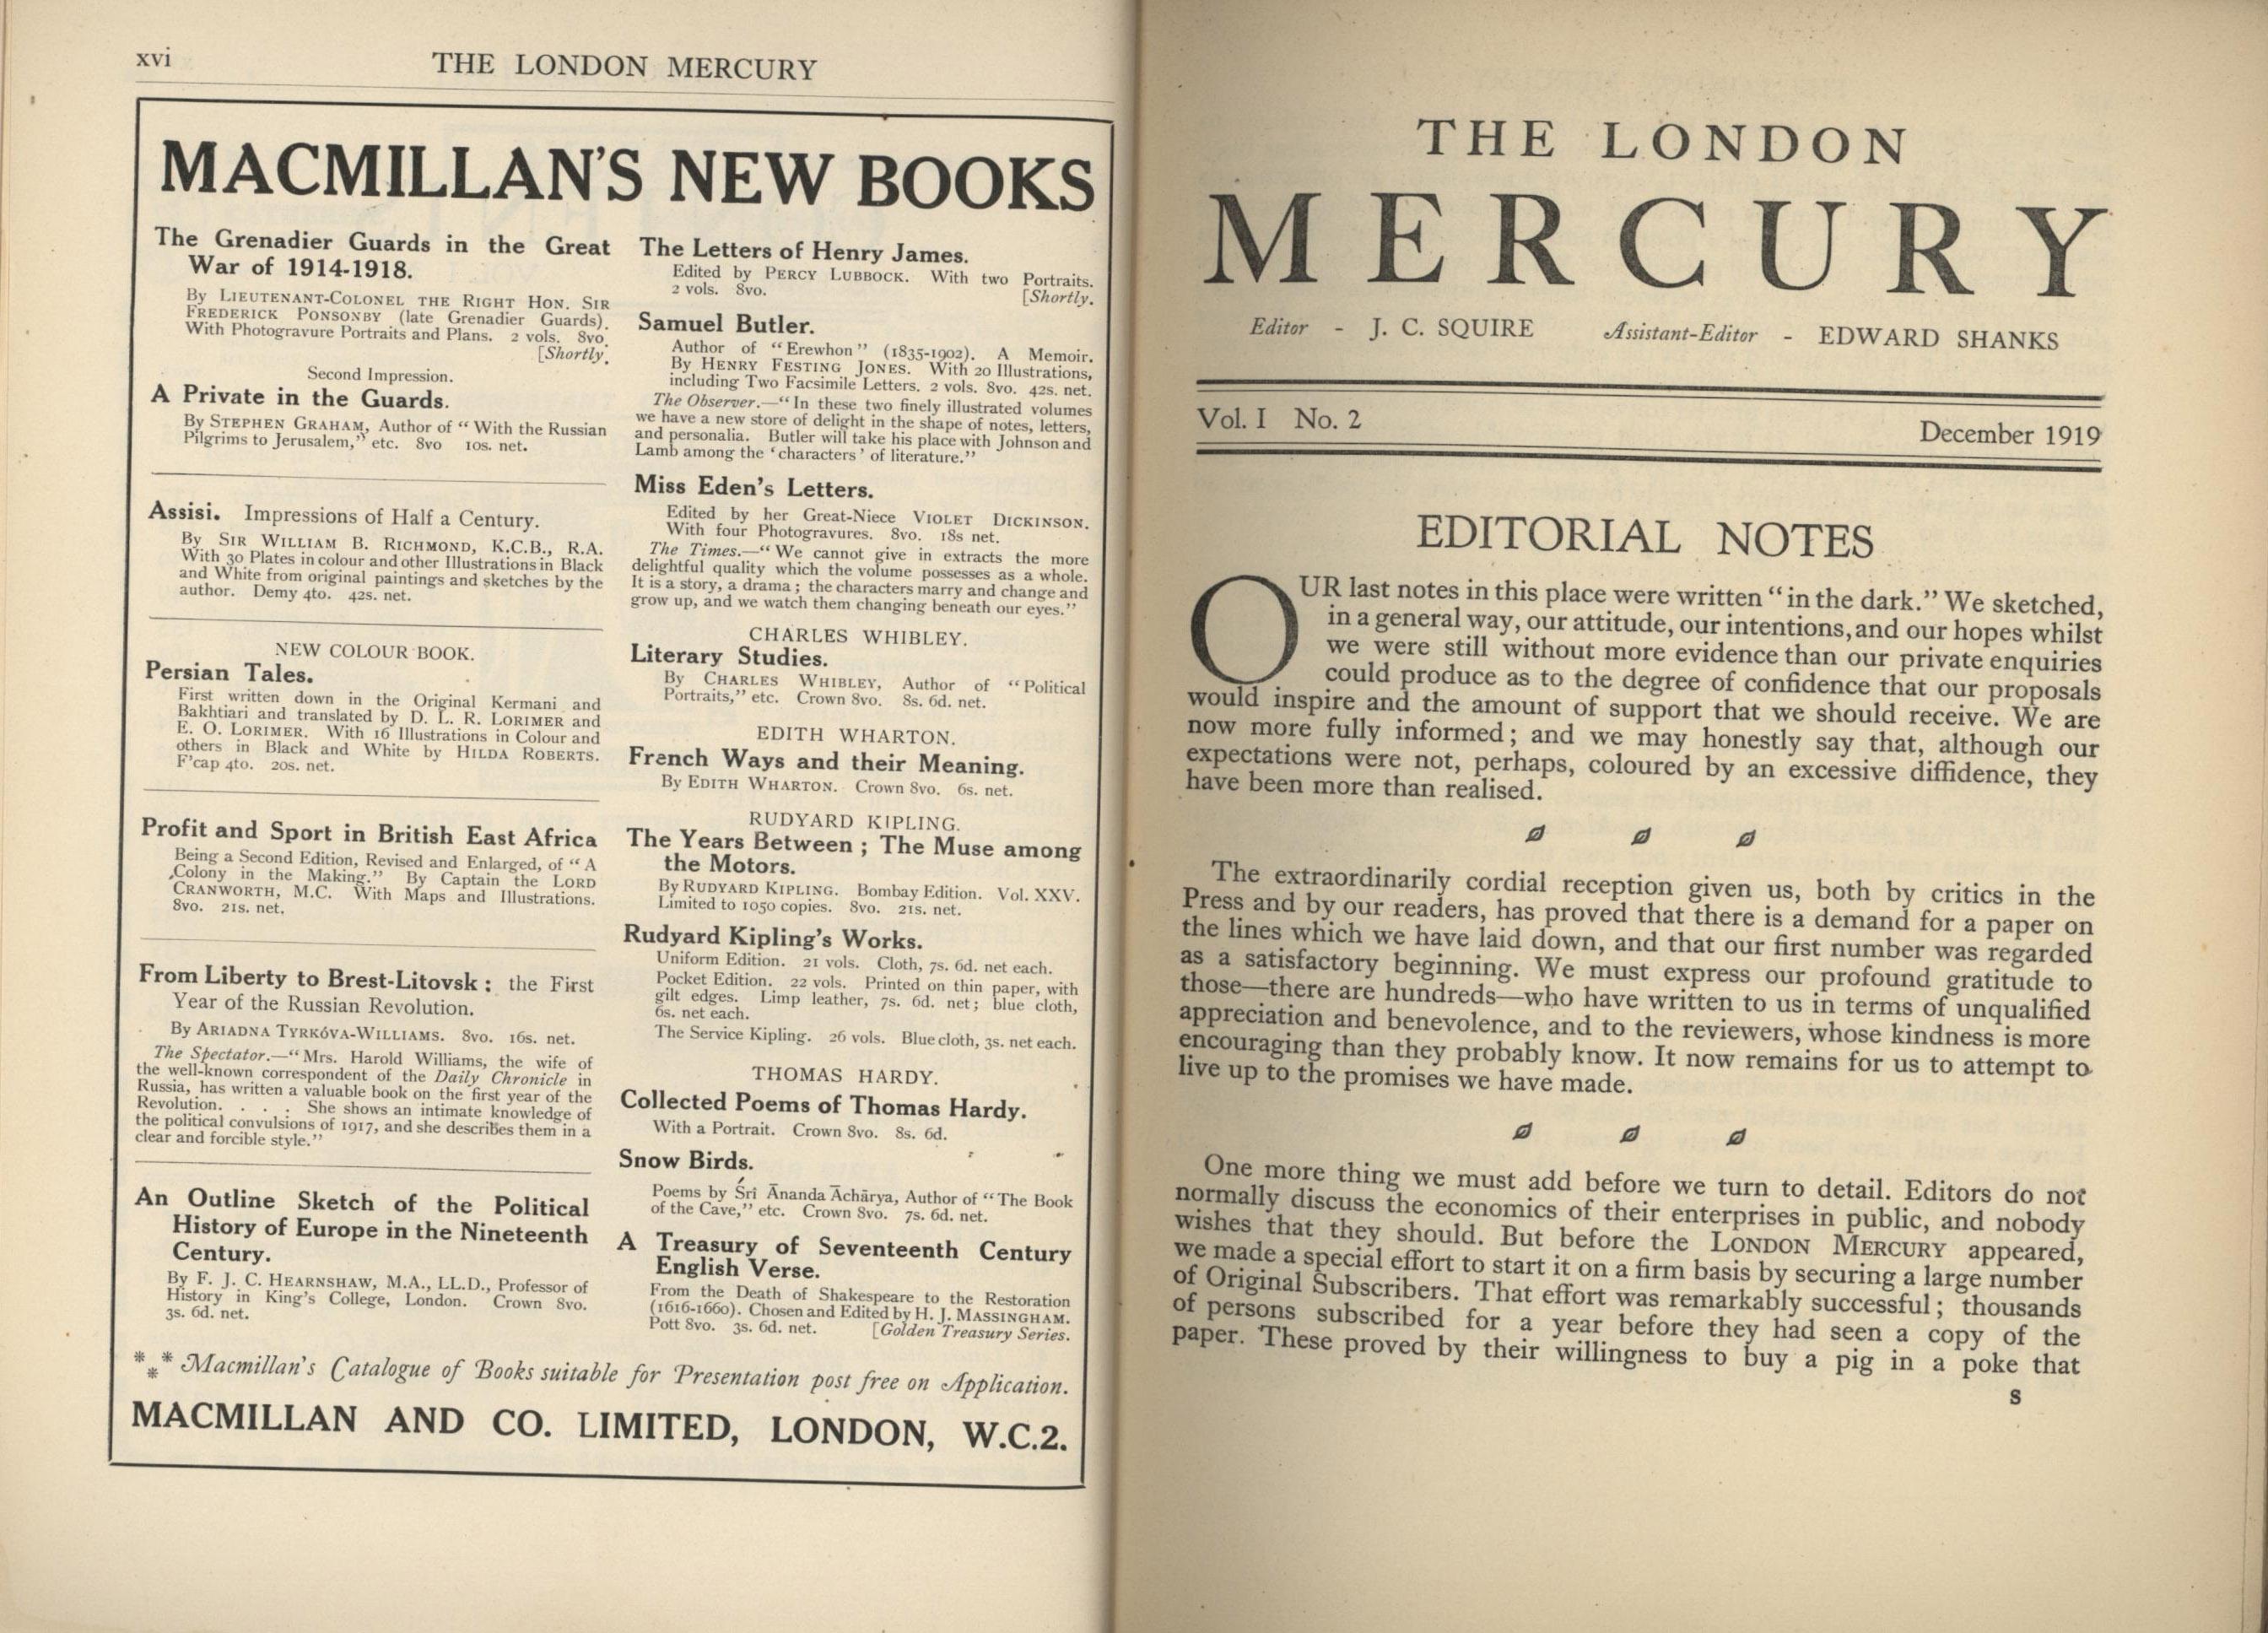 xvi
THE LONDON MERCURY
MACMILLAN'S NEW BOOKS
The Grenadier Guards in the Great
War of 1914-1918.
By LIEUTENANT-COLONEL THE RIGHT HON. SIR
FREDERICK PONSONBY (late Grenadier Guards).
With Photogravure Portraits and Plans. 2 vols. 8vo.
[Shortly.
Second Impression.
A Private in the Guards.
By STEPHEN GRAHAM, Author of "With the Russian
Pilgrims to Jerusalem," etc. 8vo 10s. net.
Assisi. Impressions of Half a Century.
By SIR WILLIAM B. RICHMOND, K.C.B., R.A.
With 30 Plates in colour and other Illustrations in Black
and White from original paintings and sketches by the
author. Demy 4to. 42s. net.
NEW COLOUR BOOK.
Persian Tales.
First written down in the Original Kermani and
Bakhtiari and translated by D. L. R. LORIMER and
E. O. LORIMER. With 16 Illustrations in Colour and
others in Black and White by HILDA ROBERTS.
F'cap 4to. 20s. net.
Profit and Sport in British East Africa
Being a Second Edition, Revised and Enlarged, of "A
Colony in the Making." By Captain the LORD
CRANWORTH, M.C. With Maps and Illustrations.
8vo. 21s. net.
From Liberty to Brest-Litovsk: the First
Year of the Russian Revolution.
By ARIADNA TYRKÓVA-WILLIAMS. 8vo. 16s. net.
The Spectator.—"Mrs. Harold Williams, the wife of
the well-known correspondent of the Daily Chronicle in
Russia, has written a valuable book on the first year of the
Revolution. . . . She shows an intimate knowledge of
the political convulsions of 1917, and she describes them in a
clear and forcible style."
An Outline Sketch of the Political
History of Europe in the Nineteenth
Century.
By F. J. C. HEARNSHAW, M.A., LL.D., Professor of
History in King's College, London. Crown 8vo.
3s. 6d. net.
The Letters of Henry James.
Edited by PERCY LUBBOCK. With two Portraits.
2 vols. 8vo. [Shortly.
Samuel Butler.
Author of "Erewhon" (1835-1902). A Memoir.
By HENRY FESTING JONES. With 20 Illustrations,
including Two Facsimile Letters. 2 vols. 8vo. 42s. net.
The Observer.—"In these two finely illustrated volumes
we have a new store of delight in the shape of notes, letters,
and personalia. Butler will take his place with Johnson and
Lamb among the 'characters' of literature."
Miss Eden's Letters.
Edited by her Great-Niece VIOLET DICKINSON.
With four Photogravures. 8vo. 18s net.
The Times.—"We cannot give in extracts the more
delightful quality which the volume possesses as a whole.
It is a story, a drama; the characters marry and change and
grow up, and we watch them changing beneath our eyes."
CHARLES WHIBLEY.
Literary Studies.
By CHARLES WHIBLEY, Author of "Political
Portraits," etc. Crown 8vo. 8s. 6d. net.
EDITH WHARTON.
French Ways and their Meaning.
By EDITH WHARTON. Crown 8vo. 6s. net.
RUDYARD KIPLING.
The Years Between; The Muse among
the Motors.
By RUDYARD KIPLING. Bombay Edition. Vol. XXV.
Limited to 1050 copies. 8vo. 21s. net.
Rudyard Kipling's Works.
Uniform Edition. 21 vols. Cloth, 7s. 6d. net each.
Pocket Edition. 22 vols. Printed on thin paper, with
gilt edges. Limp leather, 7s. 6d. net; blue cloth,
6s. net each.
The Service Kipling. 26 vols. Blue cloth, 3s. net each.
THOMAS HARDY.
Collected Poems of Thomas Hardy.
With a Portrait. Crown 8vo. 8s. 6d.
Snow Birds.
Poems by Śrī Ānanda Āchārya, Author of "The Book
of the Cave," etc. Crown 8vo. 7s. 6d. net.
A Treasury of Seventeenth Century
English Verse.
From the Death of Shakespeare to the Restoration
(1616-1660). Chosen and Edited by H. J. MASSINGHAM.
Pott 8vo. 3s. 6d. net. [Golden Treasury Series.
*** Macmillan's Catalogue of Books suitable for Presentation post free on Application.
MACMILLAN AND CO. LIMITED, LONDON, W.C.2.
THE LONDON
MERCURY
Editor - J. C. SQUIRE Assistant-Editor - EDWARD SHANKS
Vol. I No. 2
December 1919
EDITORIAL NOTES
OUR last notes in this place were written "in the dark." We sketched,
in a general way, our attitude, our intentions, and our hopes whilst
we were still without more evidence than our private enquiries
could produce as to the degree of confidence that our proposals
would inspire and the amount of support that we should receive. We are
now more fully informed; and we may honestly say that, although our
expectations were not, perhaps, coloured by an excessive diffidence, they
have been more than realised.
The extraordinarily cordial reception given us, both by critics in the
Press and by our readers, has proved that there is a demand for a paper on
the lines which we have laid down, and that our first number was regarded
as a satisfactory beginning. We must express our profound gratitude to
those—there are hundreds—who have written to us in terms of unqualified
appreciation and benevolence, and to the reviewers, whose kindness is more
encouraging than they probably know. It now remains for us to attempt to
live up to the promises we have made.
One more thing we must add before we turn to detail. Editors do not
normally discuss the economics of their enterprises in public, and nobody
wishes that they should. But before the LONDON MERCURY appeared,
we made a special effort to start it on a firm basis by securing a large number
of Original Subscribers. That effort was remarkably successful; thousands
of persons subscribed for a year before they had seen a copy of the
paper. These proved by their willingness to buy a pig in a poke that
S